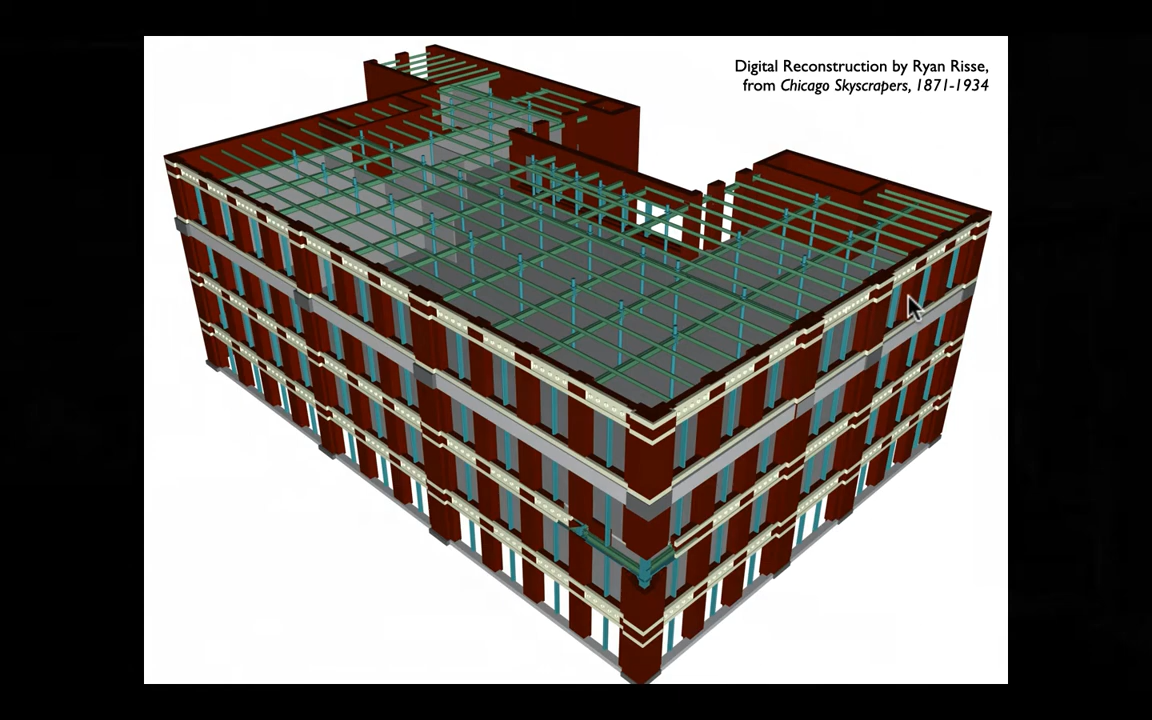 Digital Reconstruction by Ryan Risse,
from Chicago Skyscrapers, 1871-1934